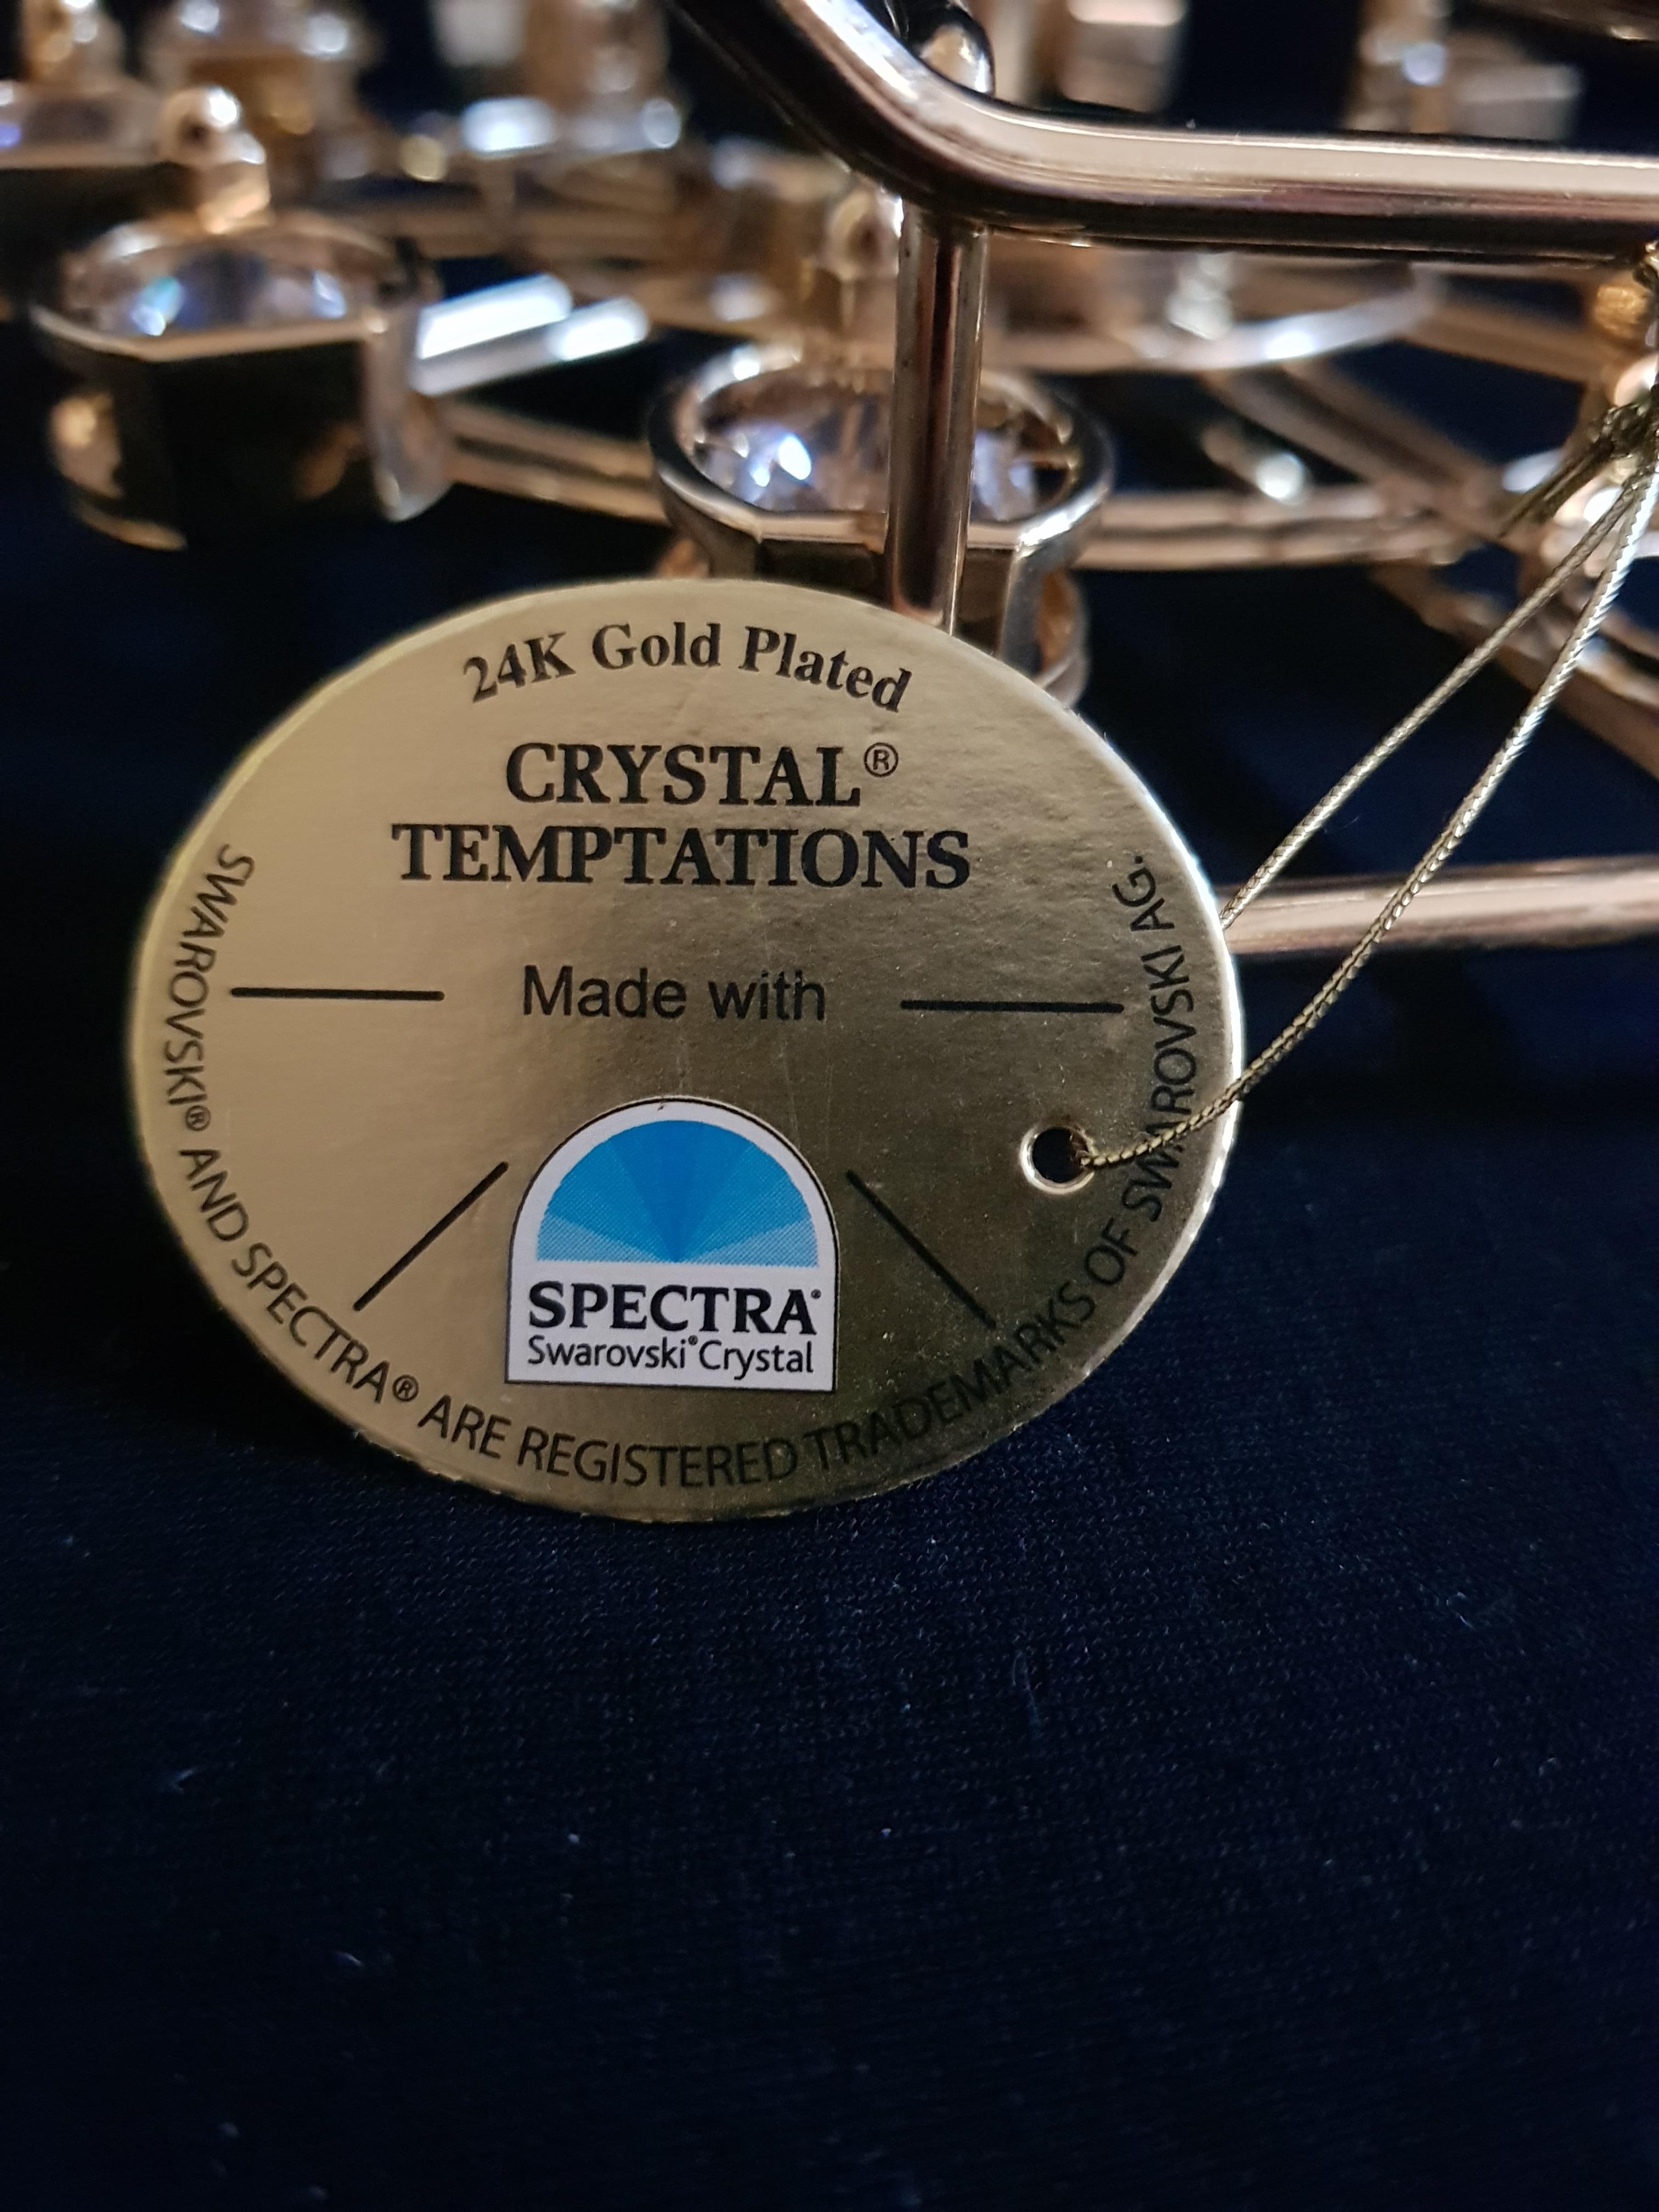 24K Gold Plated
CRYSTAL®
TEMPTATIONS
Made with
SPECTRA®
Swarovski® Crystal
SWAROVSKI® AND SPECTRA® ARE REGISTERED TRADEMARKS OF SWAROVSKI AG.